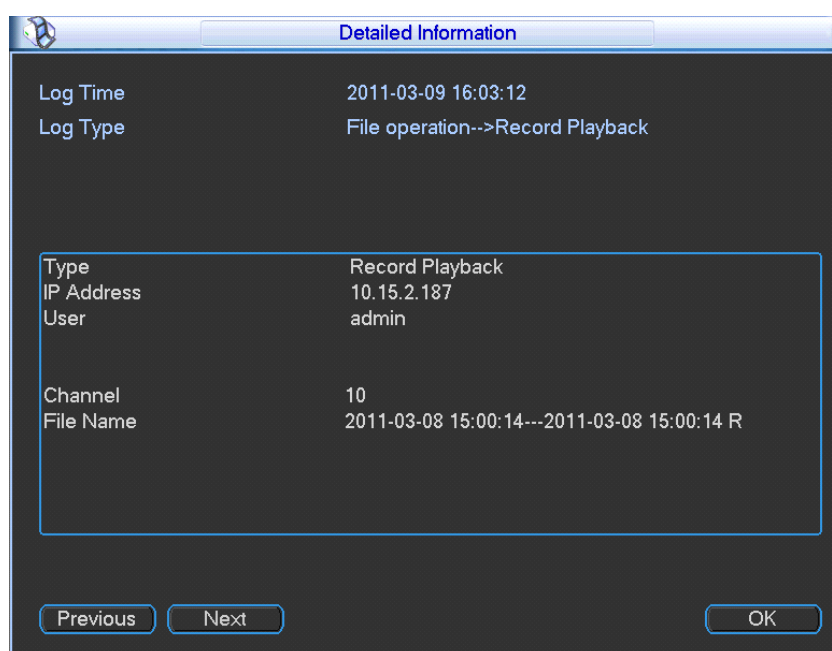 Detailed Information
Log Time 2011-03-09 16:03:12
Log Type File operation-->Record Playback
Type Record Playback
IP Address 10.15.2.187
User admin
Channel 10
File Name 2011-03-08 15:00:14---2011-03-08 15:00:14 R
Previous Next OK